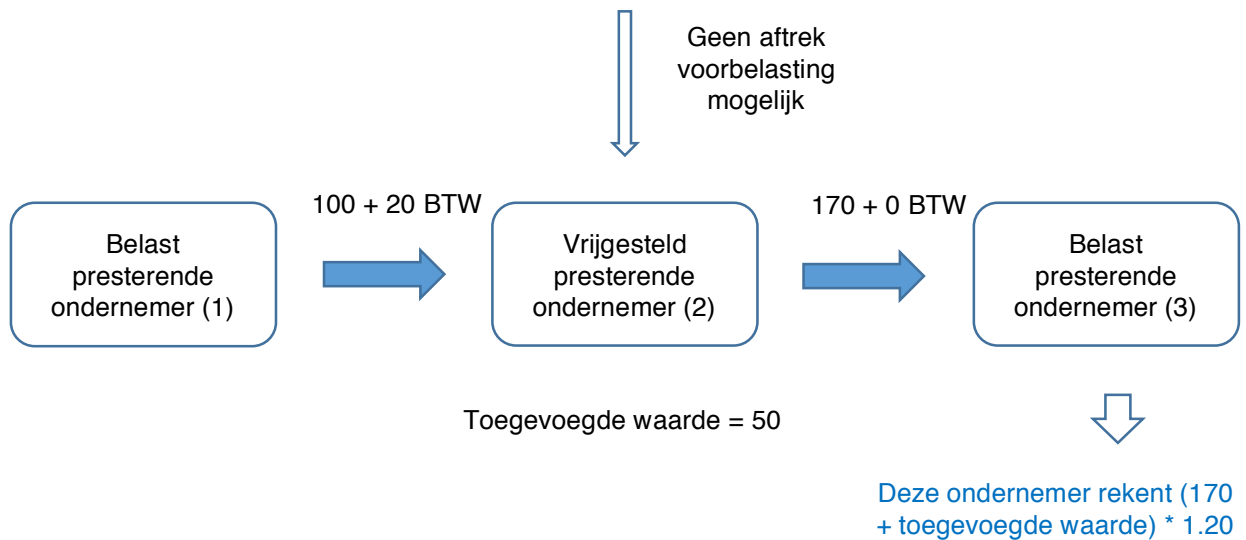 Geen aftrek
voorbelasting
mogelijk
100 + 20 BTW
170 + 0 BTW
Belast
presterende
ondernemer (1)
Vrijgesteld
presterende
ondernemer (2)
Belast
presterende
ondernemer (3)
Toegevoegde waarde = 50
Deze ondernemer rekent (170
+ toegevoegde waarde) * 1.20